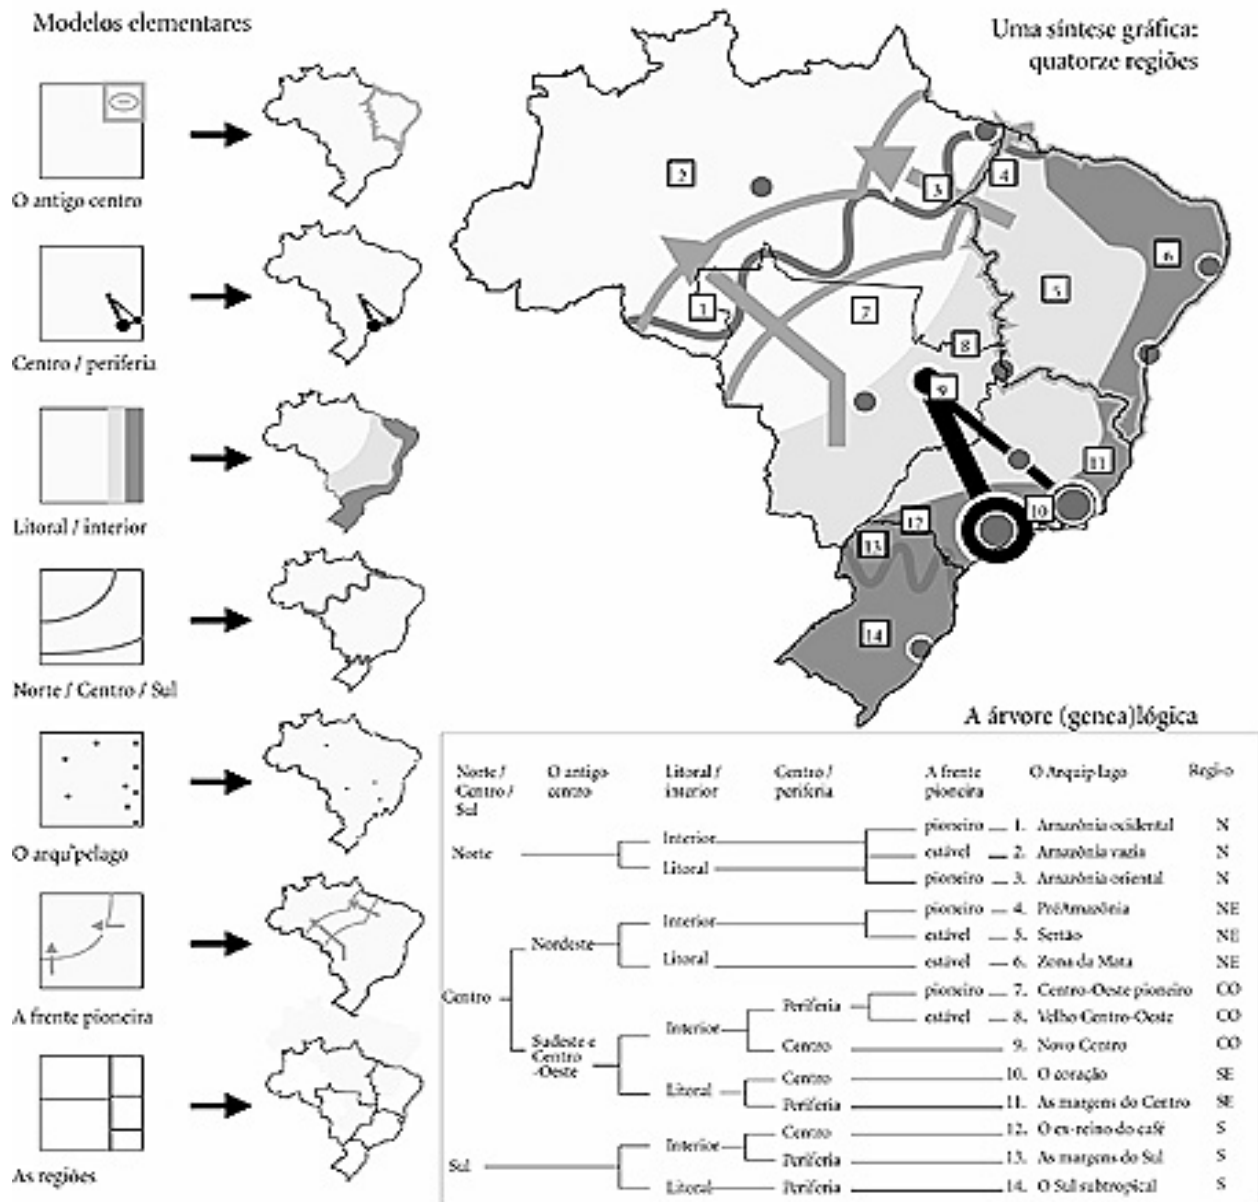 Modelos elementares
O antigo centro
Centro / periferia
Litoral / interior
Norte / Centro / Sul
O arqu'pelago
A frente pioneira
As regiões
Uma síntese gráfica:
quatorze regiões
2
3
4
6
5
1
7
8
9
11
10
12
13
14
A árvore (genea)lógica
Norte /
Centro /
Sul
O antigo
centro
Litoral /
interior
Centro /
periferia
A frente
pioneira
O Arquip lago
Regi-o
Norte
Interior
Litoral
pioneiro 1. Amazônia ocidental N
estável 2. Amazônia vazia N
pioneiro 3. Amazônia oriental N
Centro
Nordeste
Interior
Litoral
pioneiro 4. PréAmazônia NE
estável 5. Sertão NE
estável 6. Zona da Mata NE
Sudeste e
Centro
-Oeste
Interior
Litoral
Periferia
Centro
Centro
Periferia
pioneiro 7. Centro-Oeste pioneiro CO
estável 8. Velho Centro-Oeste CO
9. Novo Centro CO
10. O coração SE
11. As margens do Centro SE
Sul
Interior
Litoral
Centro
Periferia
Periferia
12. O ex-reino do café S
13. As margens do Sul S
14. O Sul subtropical S